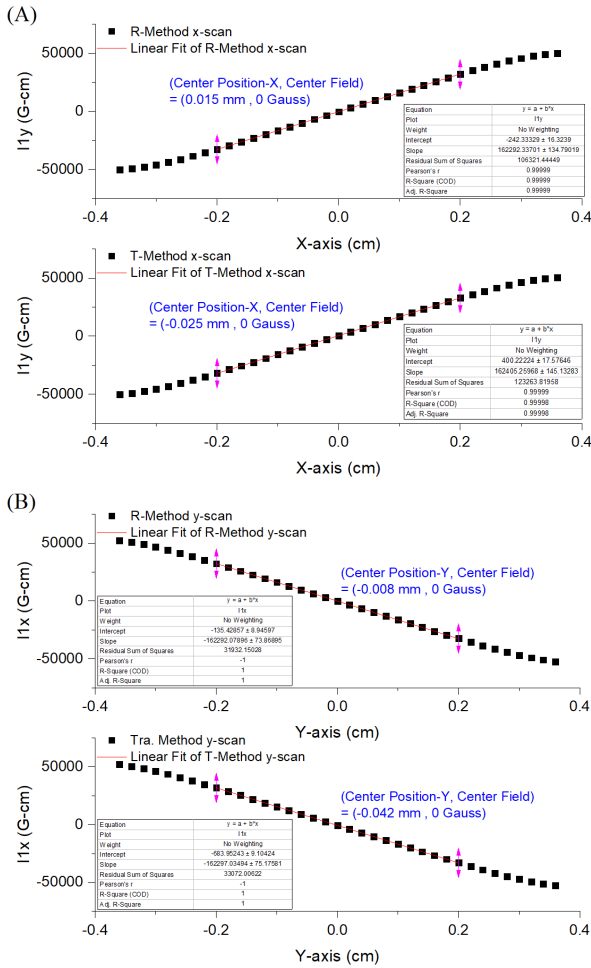 (A)
R-Method x-scan
Linear Fit of R-Method x-scan
(Center Position-X, Center Field)
= (0.015 mm , 0 Gauss)
50000
0
-50000
I1y (G-cm)
Equation y = a + b*x
Plot I1y
Weight No Weighting
Intercept -242.33329 ± 16.3239
Slope 162292.33701 ± 134.79019
Residual Sum of Squares 106321.44449
Pearson's r 0.99999
R-Square (COD) 0.99999
Adj. R-Square 0.99999
-0.4 -0.2 0.0 0.2 0.4
X-axis (cm)
T-Method x-scan
Linear Fit of T-Method x-scan
(Center Position-X, Center Field)
= (-0.025 mm , 0 Gauss)
50000
0
-50000
I1y (G-cm)
Equation y = a + b*x
Plot I1y
Weight No Weighting
Intercept 400.22224 ± 17.57646
Slope 162405.25968 ± 145.13283
Residual Sum of Squares 123263.81958
Pearson's r 0.99999
R-Square (COD) 0.99998
Adj. R-Square 0.99998
-0.4 -0.2 0.0 0.2 0.4
X-axis (cm)
(B)
R-Method y-scan
Linear Fit of R-Method y-scan
(Center Position-Y, Center Field)
= (-0.008 mm , 0 Gauss)
50000
0
-50000
I1x (G-cm)
Equation y = a + b*x
Plot I1x
Weight No Weighting
Intercept -135.42857 ± 8.94597
Slope -162292.07896 ± 73.86895
Residual Sum of Squares 31932.15028
Pearson's r -1
R-Square (COD) 1
Adj. R-Square 1
-0.4 -0.2 0.0 0.2 0.4
Y-axis (cm)
Tra. Method y-scan
Linear Fit of T-Method y-scan
(Center Position-Y, Center Field)
= (-0.042 mm , 0 Gauss)
50000
0
-50000
I1x (G-cm)
Equation y = a + b*x
Plot I1x
Weight No Weighting
Intercept -683.95243 ± 9.10424
Slope -162297.03494 ± 75.17581
Residual Sum of Squares 33072.00622
Pearson's r -1
R-Square (COD) 1
Adj. R-Square 1
-0.4 -0.2 0.0 0.2 0.4
Y-axis (cm)